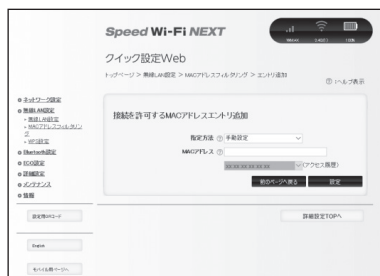 Speed Wi-Fi NEXT
クイック設定Web
トップページ > 無線LAN設定 > MACアドレスフィルタリング > エントリ追加
ヘルプ表示
ネットワーク設定
無線LAN設定
無線LAN設定
MACアドレスフィルタリング
WPS設定
Bluetooth設定
ECO設定
詳細設定
メンテナンス
情報
接続を許可するMACアドレスエントリ追加
指定方法 手動設定
MACアドレス
(アクセス履歴)
前のページへ戻る 設定
設定用QRコード
詳細設定TOPへ
English
モバイル用ページへ